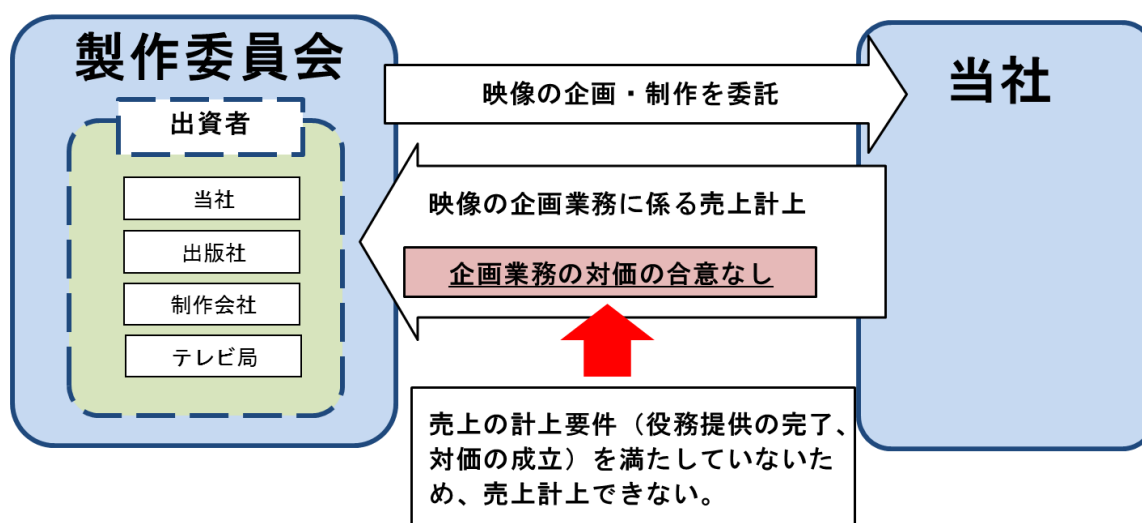 製作委員会
出資者
当社
出版社
制作会社
テレビ局
映像の企画・制作を委託
当社
映像の企画業務に係る売上計上
企画業務の対価の合意なし
売上の計上要件（役務提供の完了、
対価の成立）を満たしていないた
め、売上計上できない。